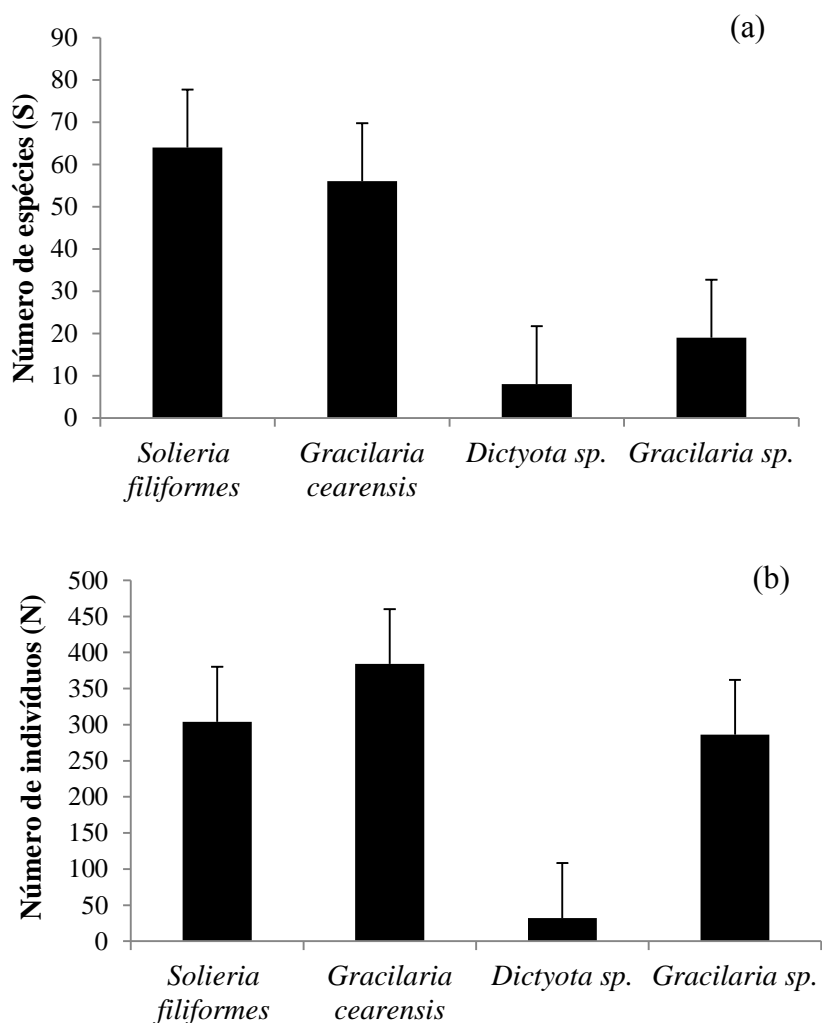 (a)
Número de espécies (S)
90
80
70
60
50
40
30
20
10
0
Solieria
filiformes
Gracilaria
cearensis
Dictyota sp.
Gracilaria sp.
(b)
Número de indivíduos (N)
500
450
400
350
300
250
200
150
100
50
0
Solieria
filiformes
Gracilaria
cearensis
Dictyota sp.
Gracilaria sp.